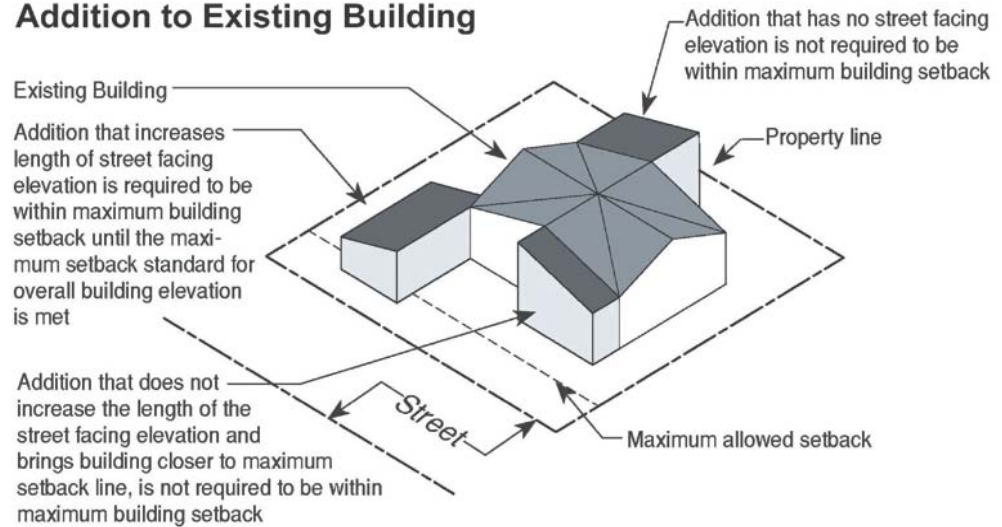 Addition to Existing Building
Addition that has no street facing
elevation is not required to be
within maximum building setback
Existing Building
Addition that increases
length of street facing
elevation is required to be
within maximum building
setback until the maxi-
mum setback standard for
overall building elevation
is met
Property line
Addition that does not
increase the length of the
street facing elevation and
brings building closer to maximum
setback line, is not required to be within
maximum building setback
Street
Maximum allowed setback